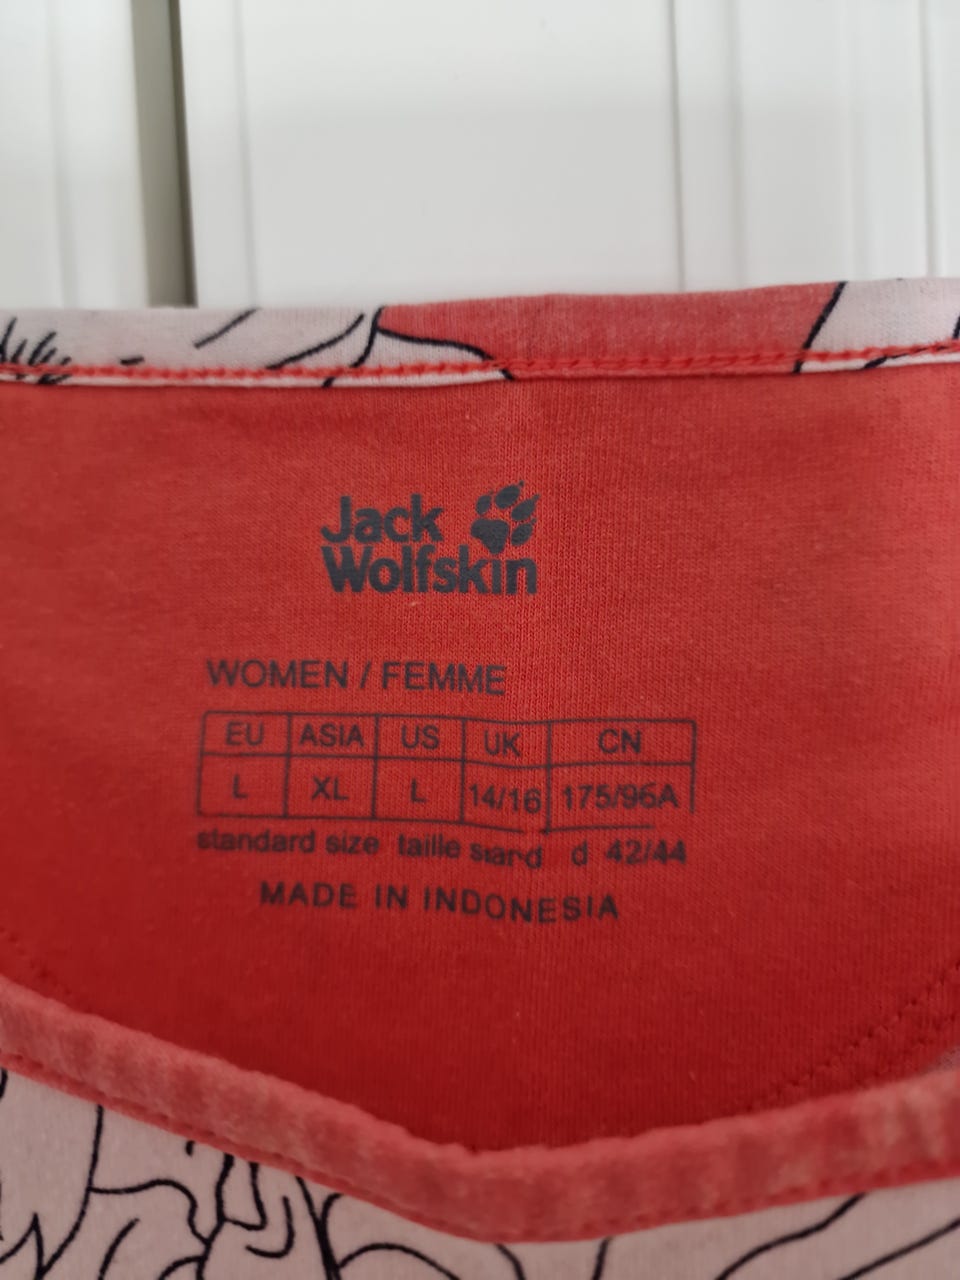 Jack
Wolfskin
WOMEN / FEMME
EU ASIA US UK CN
L XL L 14/16 175/96A
standard size taille stand d 42/44
MADE IN INDONESIA